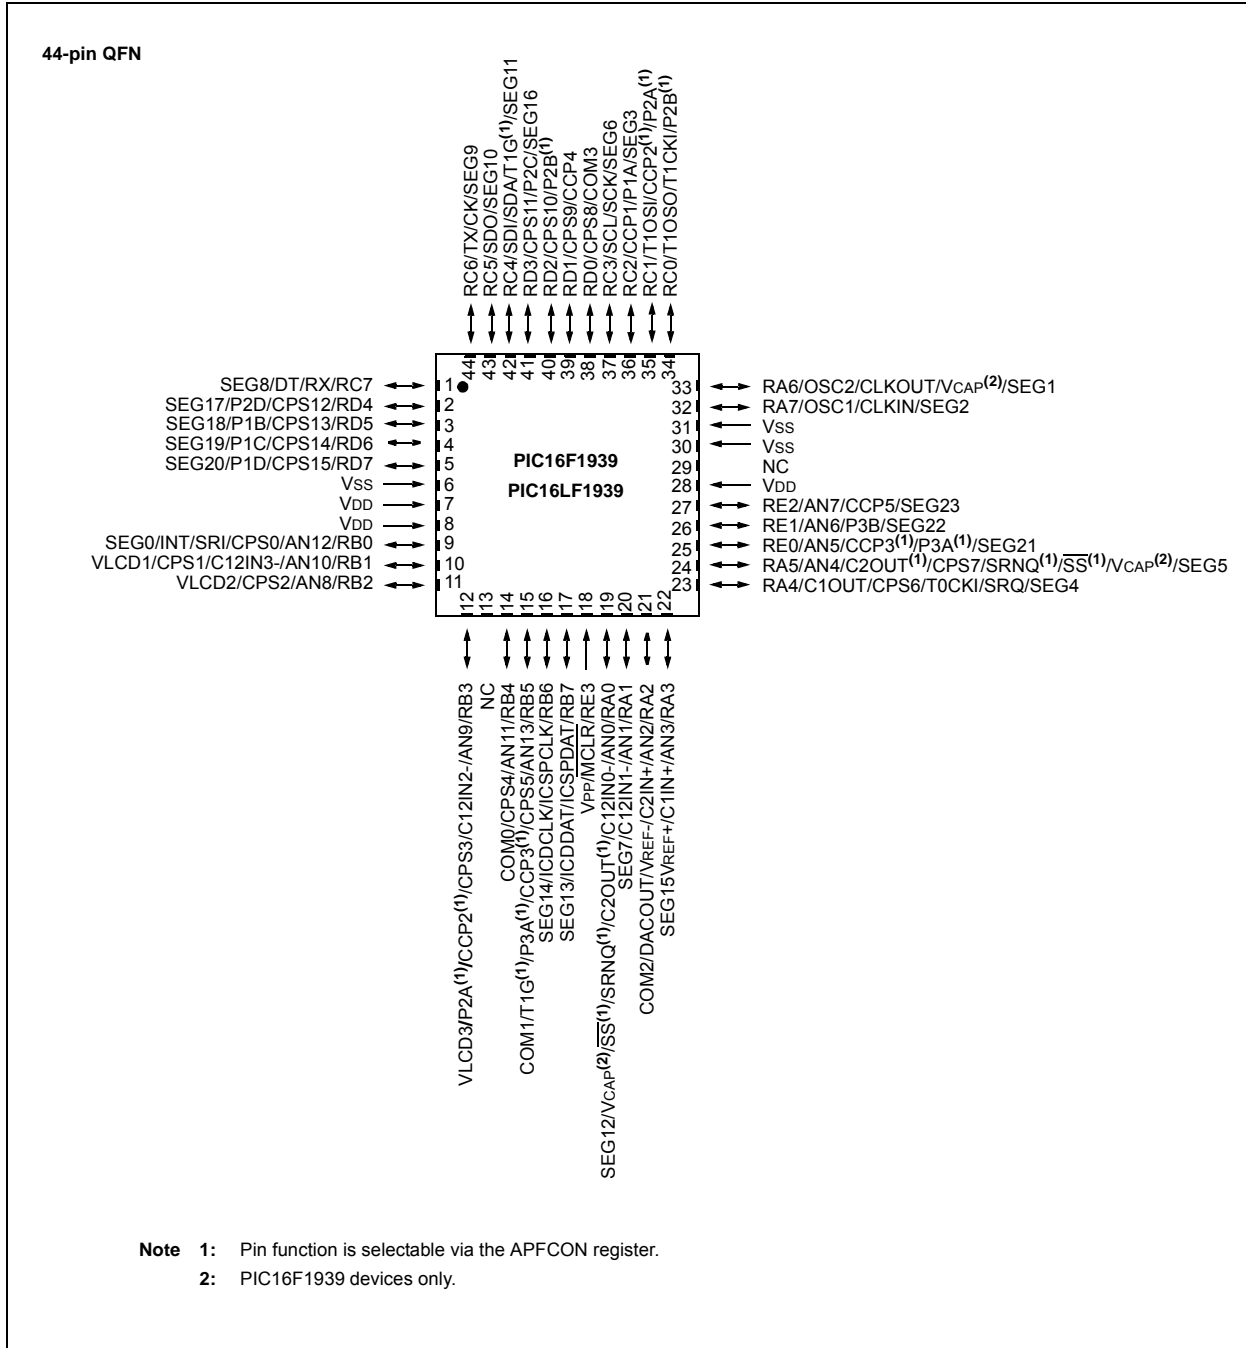 44-pin QFN
RC6/TX/CK/SEG9
RC5/SDO/SEG10
RC4/SDI/SDA/T1G(1)/SEG11
RD3/CPS11/P2C/SEG16
RD2/CPS10/P2B(1)
RD1/CPS9/CCP4
RD0/CPS8/COM3
RC3/SCL/SCK/SEG6
RC2/CCP1/P1A/SEG3
RC1/T1OSI/CCP2(1)/P2A(1)
RC0/T1OSO/T1CKI/P2B(1)
44
43
42
41
40
39
38
37
36
35
34
SEG8/DT/RX/RC7 1
SEG17/P2D/CPS12/RD4 2
SEG18/P1B/CPS13/RD5 3
SEG19/P1C/CPS14/RD6 4
SEG20/P1D/CPS15/RD7 5
VSS 6
VDD 7
VDD 8
SEG0/INT/SRI/CPS0/AN12/RB0 9
VLCD1/CPS1/C12IN3-/AN10/RB1 10
VLCD2/CPS2/AN8/RB2 11
PIC16F1939
PIC16LF1939
33 RA6/OSC2/CLKOUT/VCAP(2)/SEG1
32 RA7/OSC1/CLKIN/SEG2
31 VSS
30 VSS
29 NC
28 VDD
27 RE2/AN7/CCP5/SEG23
26 RE1/AN6/P3B/SEG22
25 RE0/AN5/CCP3(1)/P3A(1)/SEG21
24 RA5/AN4/C2OUT(1)/CPS7/SRNQ(1)/SS(1)/VCAP(2)/SEG5
23 RA4/C1OUT/CPS6/T0CKI/SRQ/SEG4
12
13
14
15
16
17
18
19
20
21
22
VLCD3/P2A(1)/CCP2(1)/CPS3/C12IN2-/AN9/RB3
NC
COM0/CPS4/AN11/RB4
COM1/T1G(1)/P3A(1)/CCP3(1)/CPS5/AN13/RB5
SEG14/ICDCLK/ICSPCLK/RB6
SEG13/ICDDAT/ICSPDAT/RB7
VPP/MCLR/RE3
SEG12/VCAP(2)/SS(1)/SRNQ(1)/C2OUT(1)/C12IN0-/AN0/RA0
SEG7/C12IN1-/AN1/RA1
COM2/DACOUT/VREF-/C2IN+/AN2/RA2
SEG15VREF+/C1IN+/AN3/RA3
Note 1: Pin function is selectable via the APFCON register.
2: PIC16F1939 devices only.